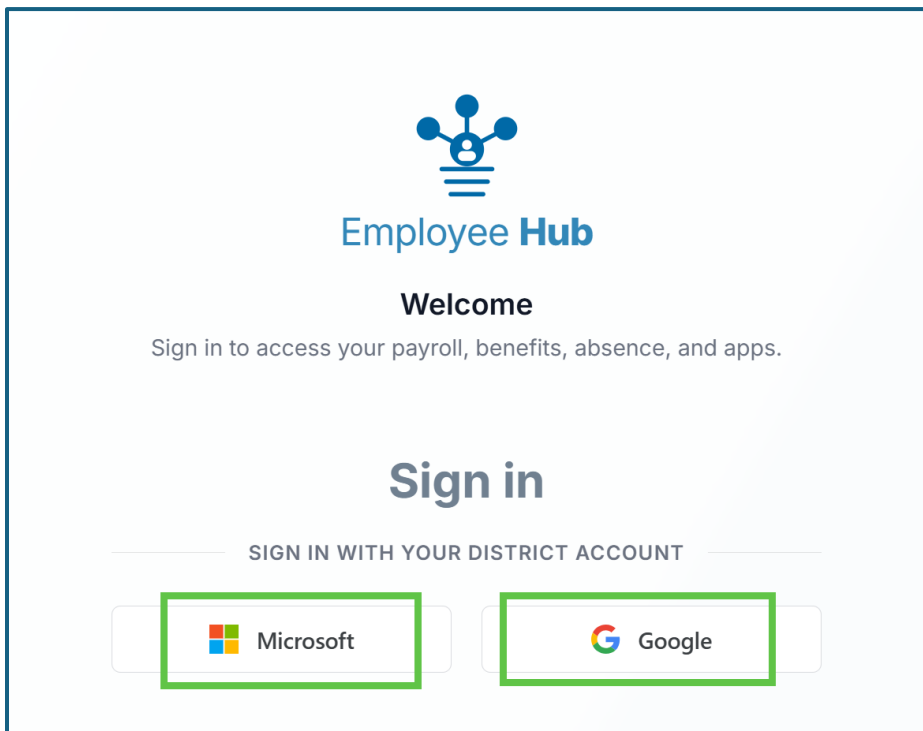 Employee Hub
Welcome
Sign in to access your payroll, benefits, absence, and apps.
Sign in
SIGN IN WITH YOUR DISTRICT ACCOUNT
Microsoft
Google